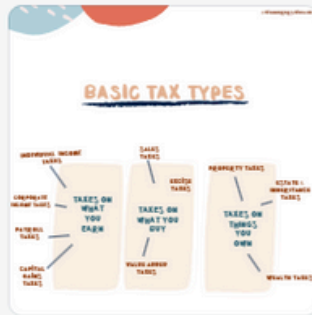 BASIC TAX TYPES
INDIVIDUAL INCOME
TAXES
CORPORATE
INCOME TAXES
PAYROLL
TAXES
CAPITAL
GAINS
TAXES
TAXES ON
WHAT
YOU
EARN
SALES
TAXES
EXCISE
TAXES
TAXES ON
WHAT YOU
BUY
VALUE ADDED
TAXES
PROPERTY TAXES
ESTATE &
INHERITANCE
TAXES
TAXES ON
THINGS
YOU
OWN
WEALTH TAXES